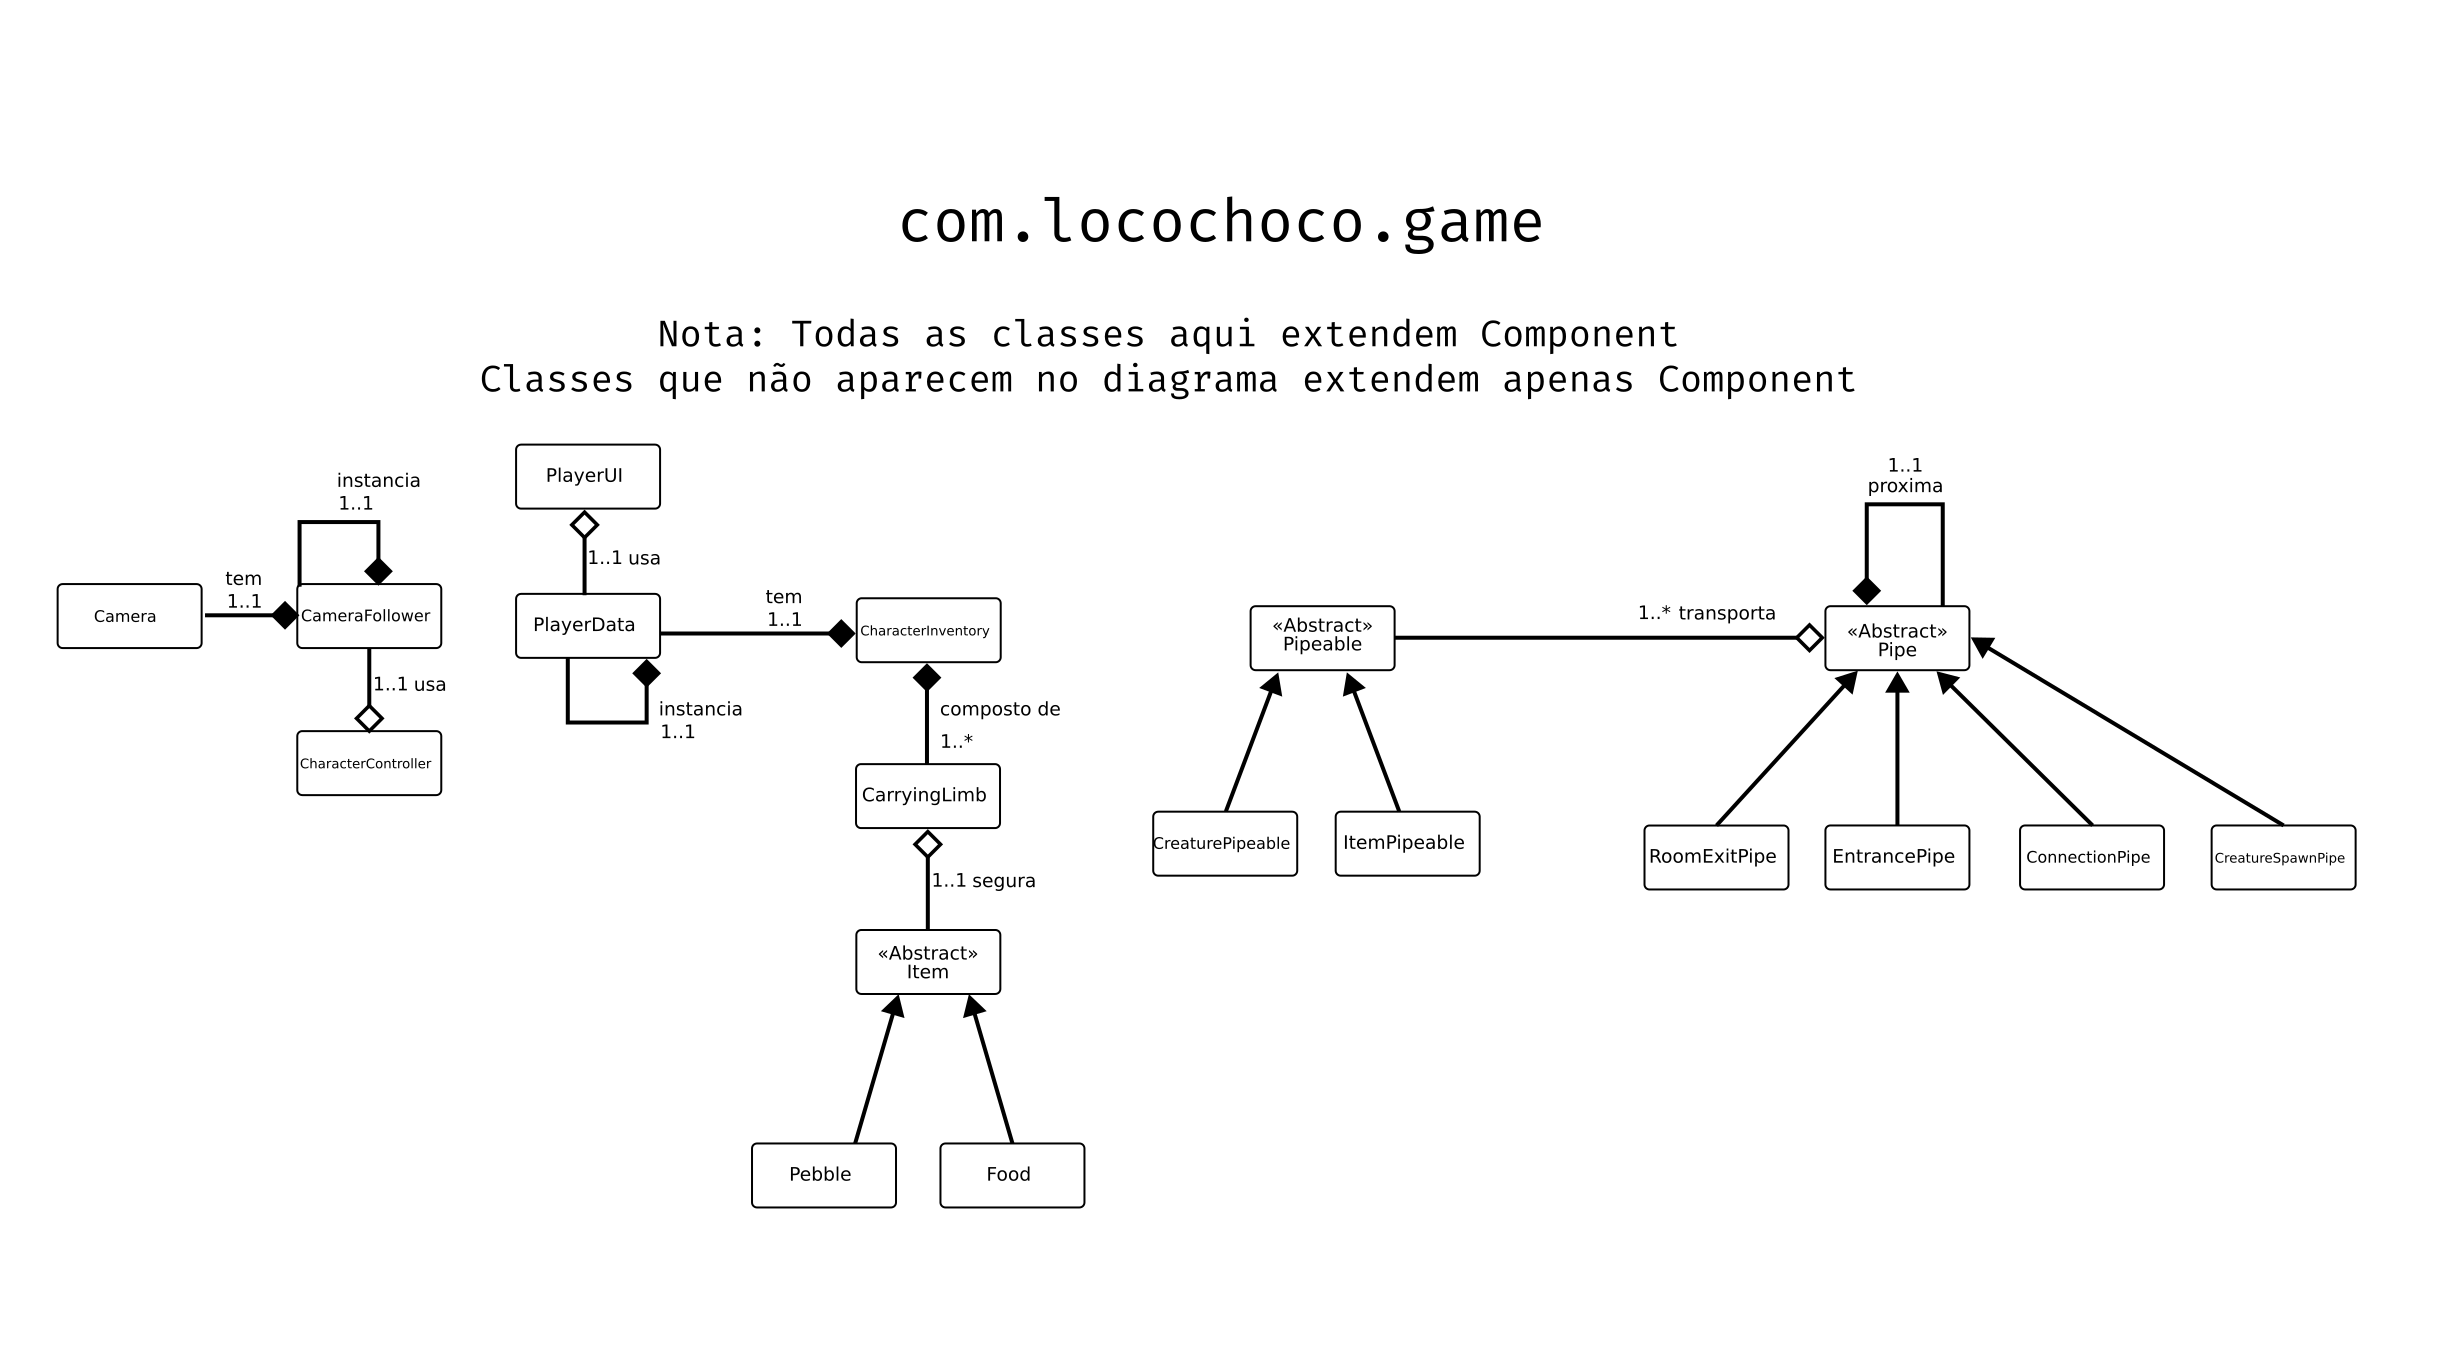 com.locochoco.game
Nota: Todas as classes aqui extendem Component
Classes que não aparecem no diagrama extendem apenas Component
instancia
1..1
tem
1..1
Camera
CameraFollower
1..1 usa
CharacterController
PlayerUI
1..1 usa
PlayerData
instancia
1..1
tem
1..1
CharacterInventory
composto de
1..*
CarryingLimb
1..1 segura
«Abstract»
Item
Pebble
Food
«Abstract»
Pipeable
CreaturePipeable
ItemPipeable
1..* transporta
1..1
proxima
«Abstract»
Pipe
RoomExitPipe
EntrancePipe
ConnectionPipe
CreatureSpawnPipe